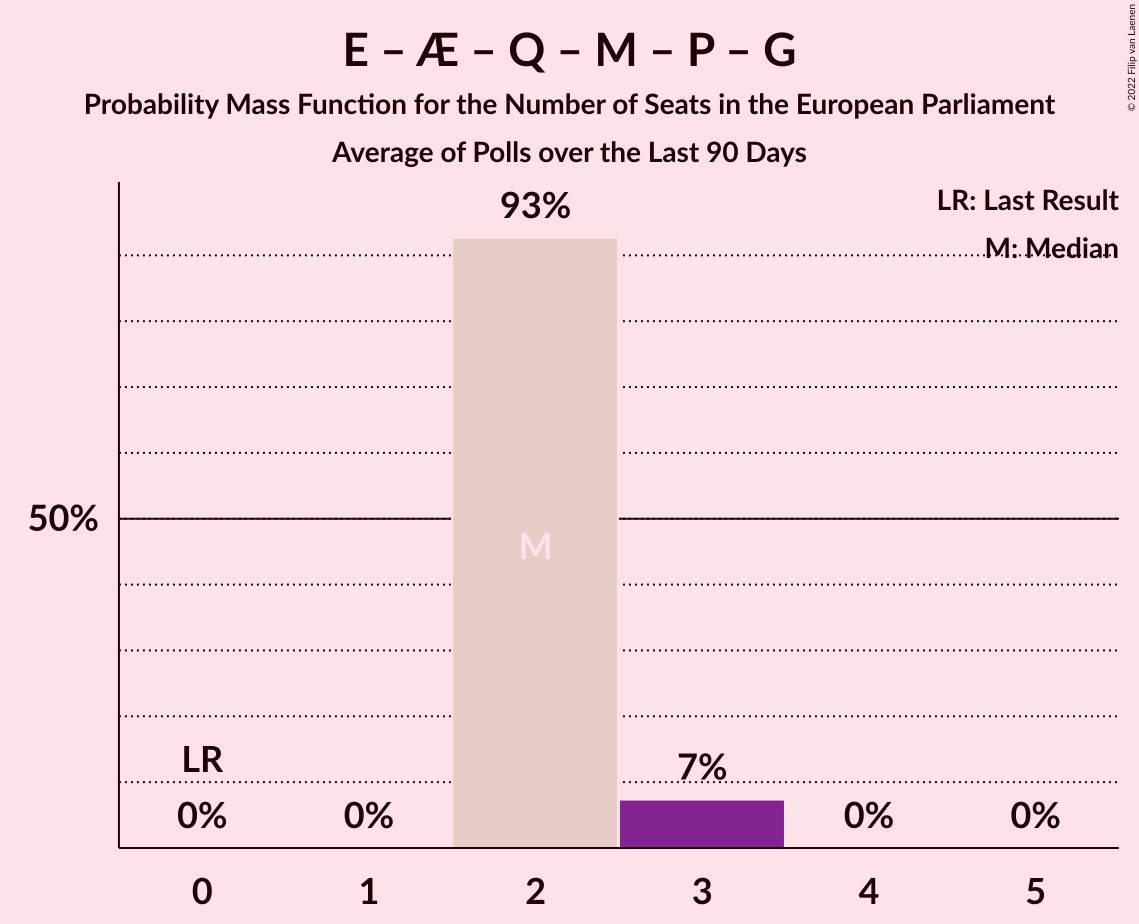 E – Æ – Q – M – P – G
Probability Mass Function for the Number of Seats in the European Parliament
Average of Polls over the Last 90 Days
© 2022 Filip van Laenen
LR: Last Result
M: Median
93%
50%
M
LR
7%
0%
0%
0%
0%
0
1
2
3
4
5